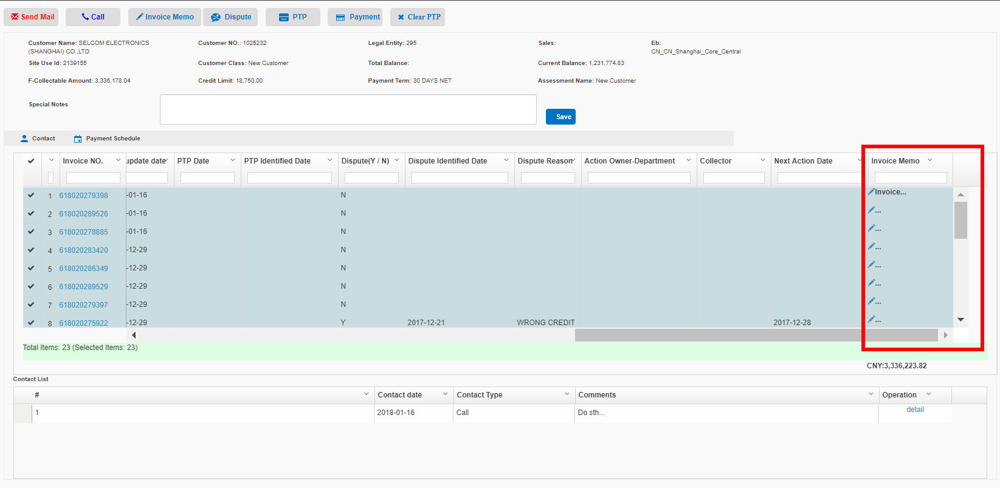 Send Mail Call Invoice Memo Dispute PTP Payment Clear PTP
Customer Name: SELCOM ELECTRONICS (SHANGHAI) CO.,LTD
Customer NO.: 1025232
Legal Entity: 295
Sales:
Eb: CN_CN_Shanghai_Core_Central
Site Use Id: 2139155
Customer Class: New Customer
Total Balance:
Current Balance: 1,231,774.83
F-Collectable Amount: 3,336,178.04
Credit Limit: 18,750.00
Payment Term: 30 DAYS NET
Assessment Name: New Customer
Special Notes
Save
Contact Payment Schedule
Invoice NO. update date PTP Date PTP Identified Date Dispute(Y / N) Dispute Identified Date Dispute Reason Action Owner-Department Collector Next Action Date Invoice Memo
1 618020279398 -01-16 N Invoice...
2 618020289526 -01-16 N ...
3 618020278885 -01-16 N ...
4 618020283420 -12-29 N ...
5 618020286349 -12-29 N ...
6 618020289529 -12-29 N ...
7 618020279397 -12-29 N ...
8 618020275922 -12-29 Y 2017-12-21 WRONG CREDIT 2017-12-28 ...
Total Items: 23 (Selected Items: 23)
CNY:3,336,223.82
Contact List
# Contact date Contact Type Comments Operation
1 2018-01-16 Call Do sth... detail